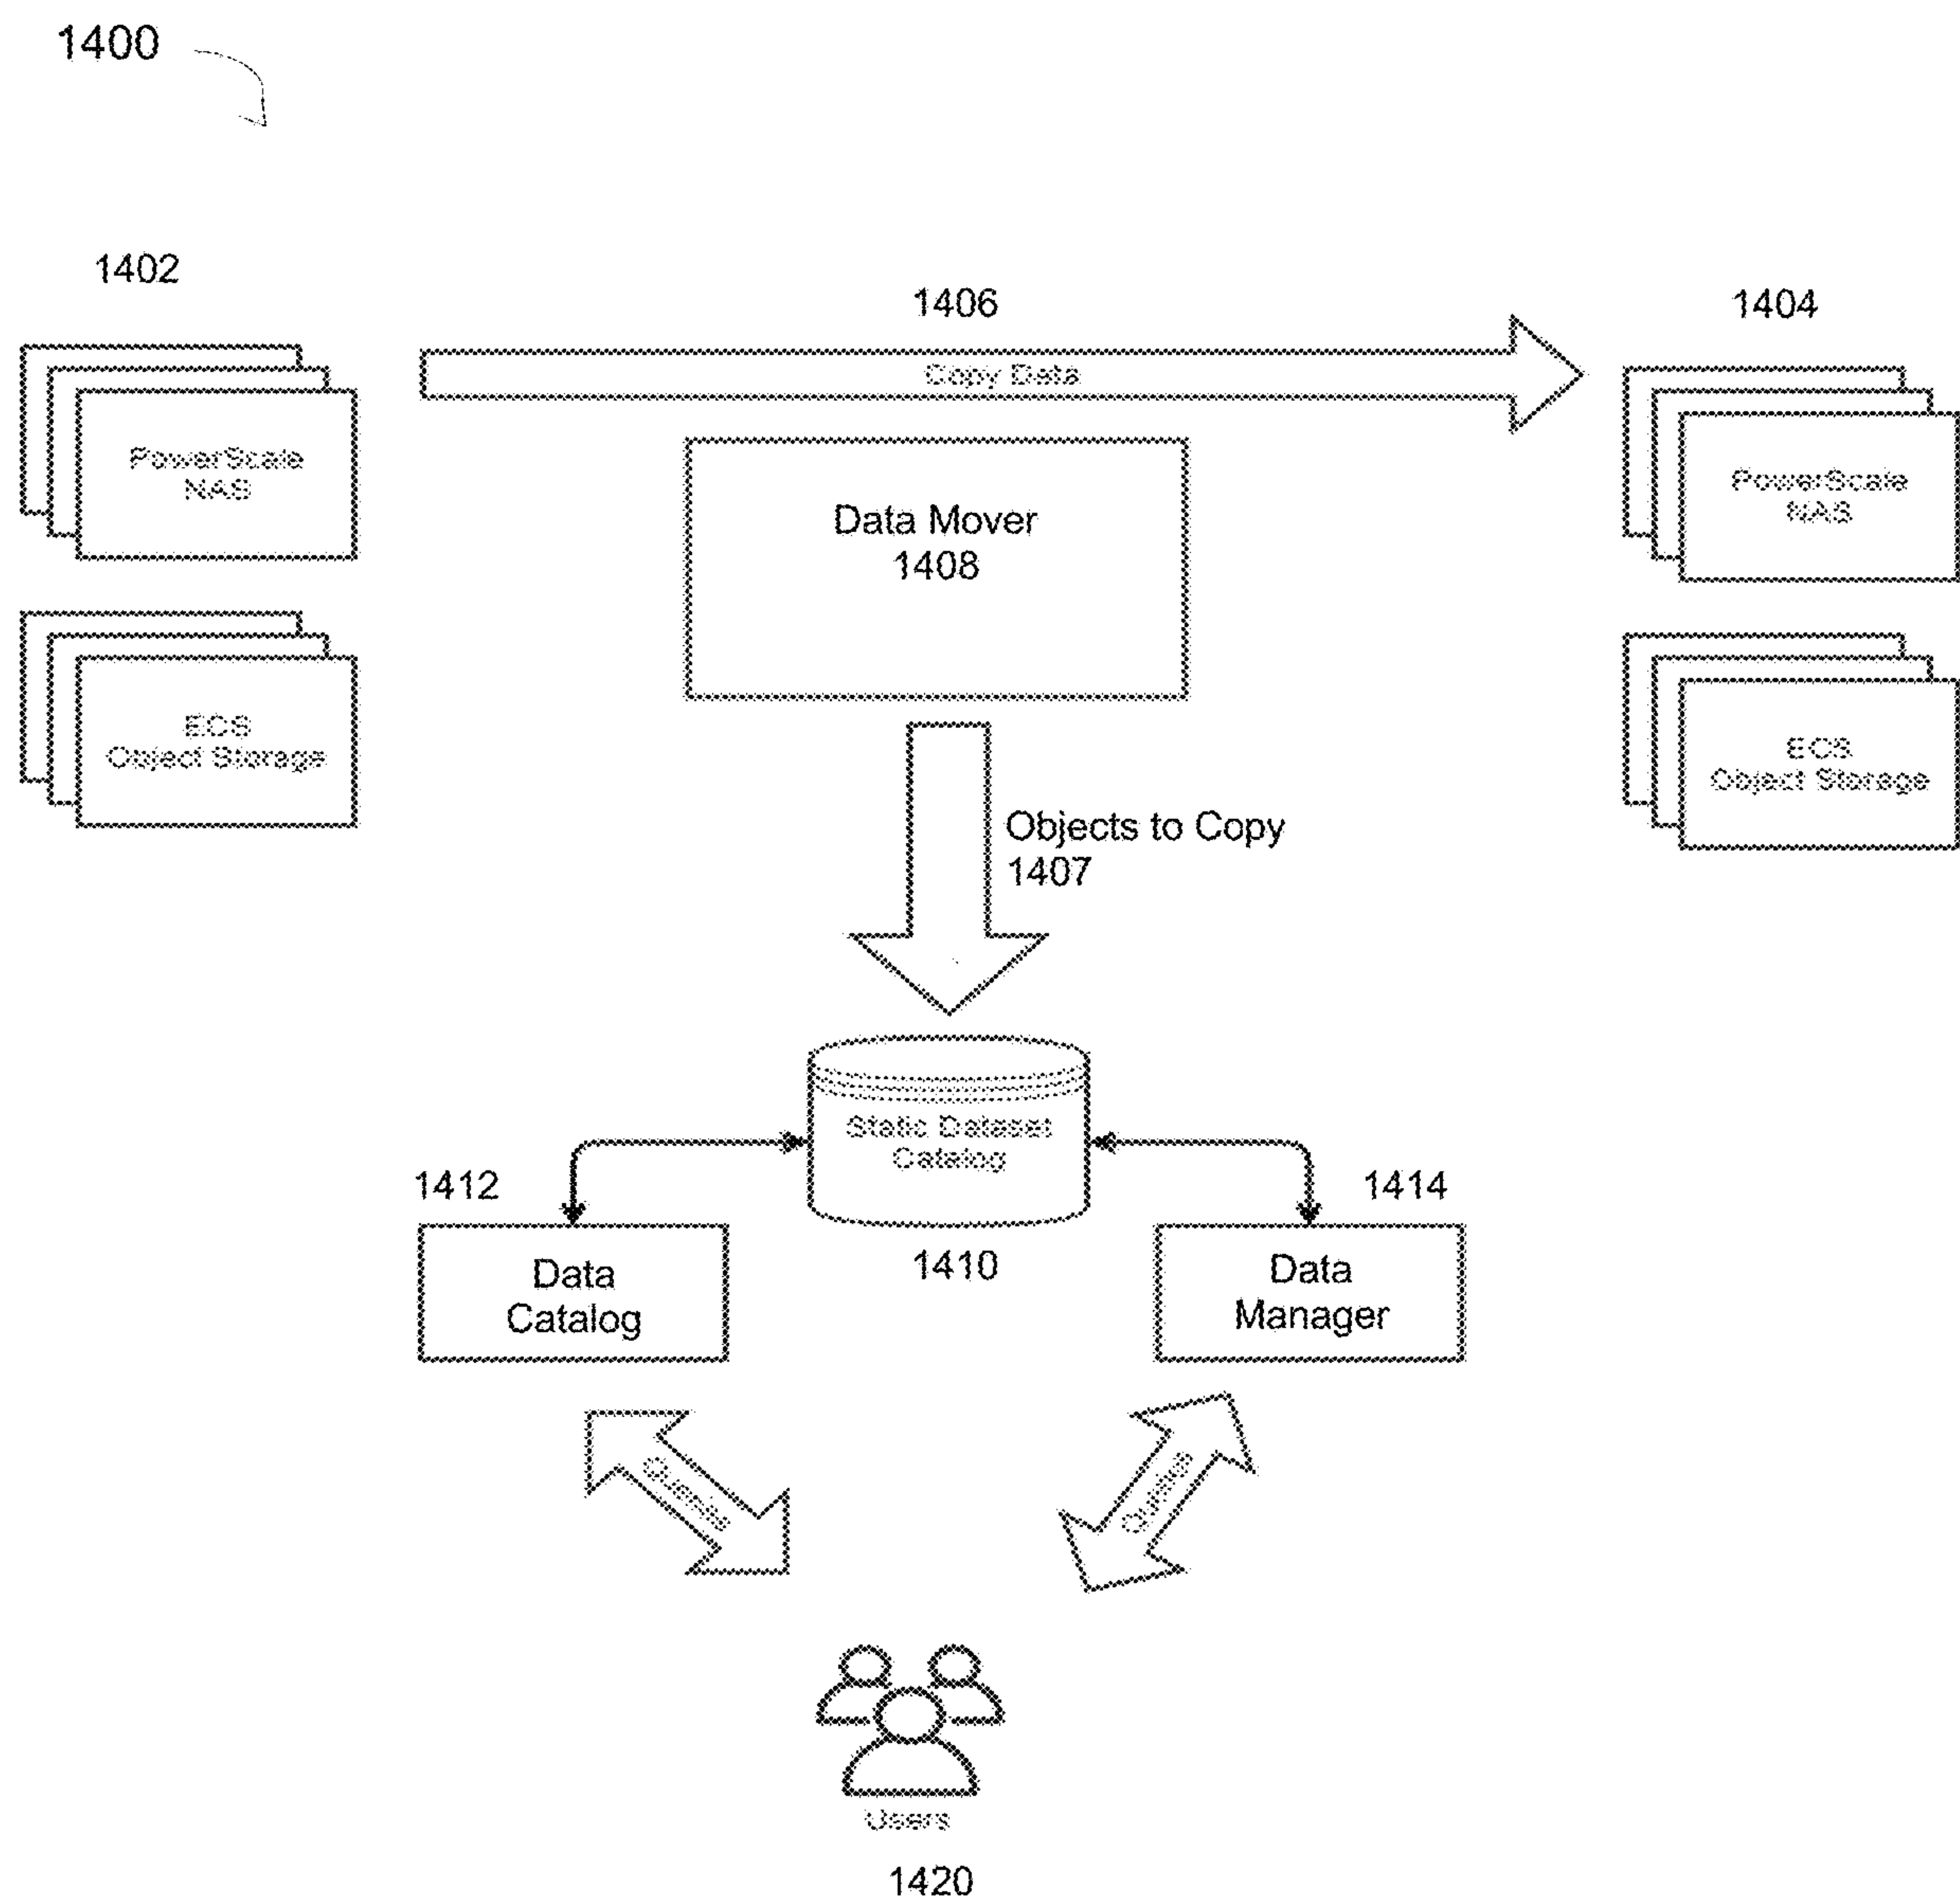 1400
1402
1406
1404
Copy Data
PowerScale
NAS
PowerScale
NAS
Data Mover
1408
ECS
Object Storage
ECS
Object Storage
Objects to Copy
1407
Static Dataset
Catalog
1412
1414
1410
Data
Catalog
Data
Manager
Queries
Queries
Users
1420